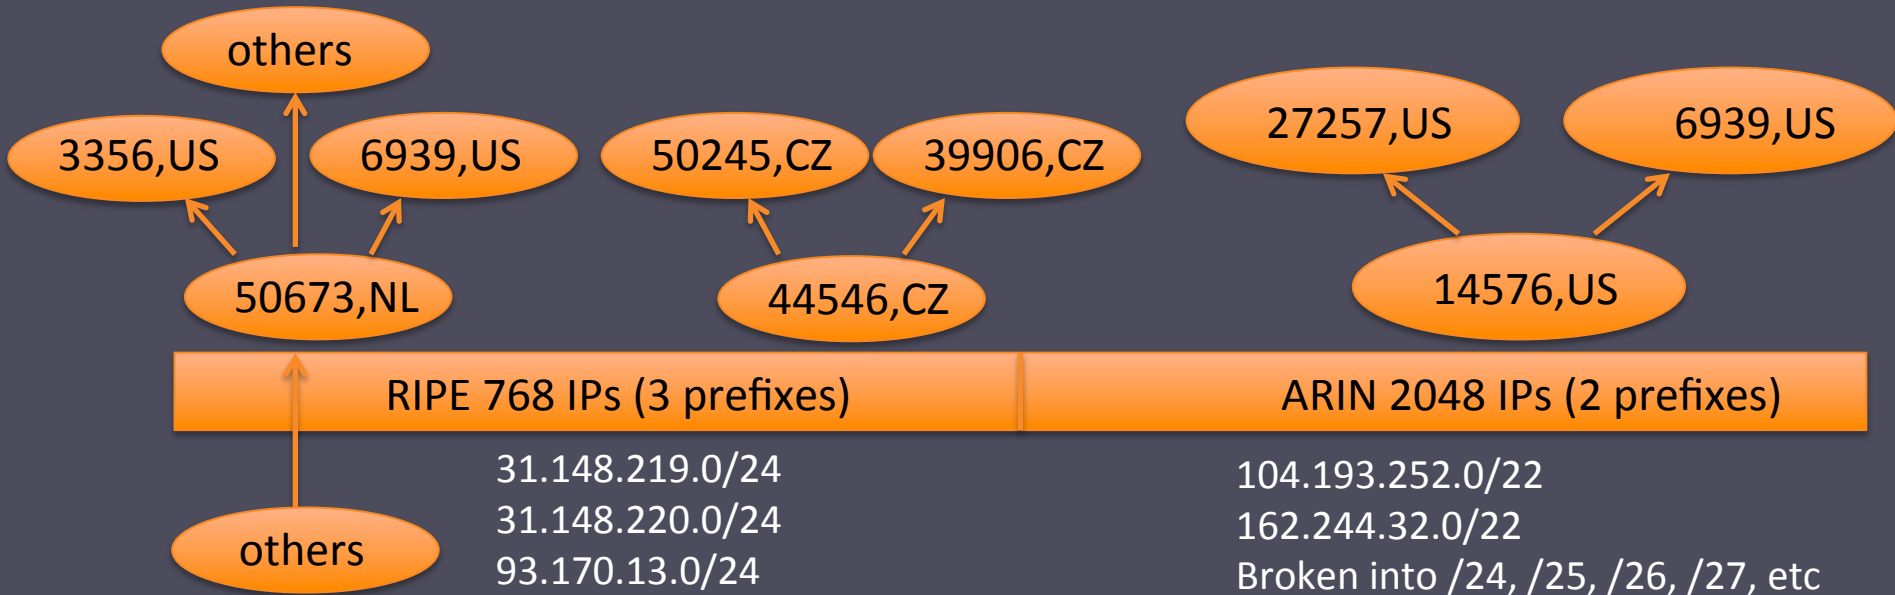 others
3356,US
6939,US
50245,CZ
39906,CZ
27257,US
6939,US
50673,NL
44546,CZ
14576,US
RIPE 768 IPs (3 prefixes)
ARIN 2048 IPs (2 prefixes)
31.148.219.0/24
31.148.220.0/24
93.170.13.0/24
others
104.193.252.0/22
162.244.32.0/22
Broken into /24, /25, /26, /27, etc